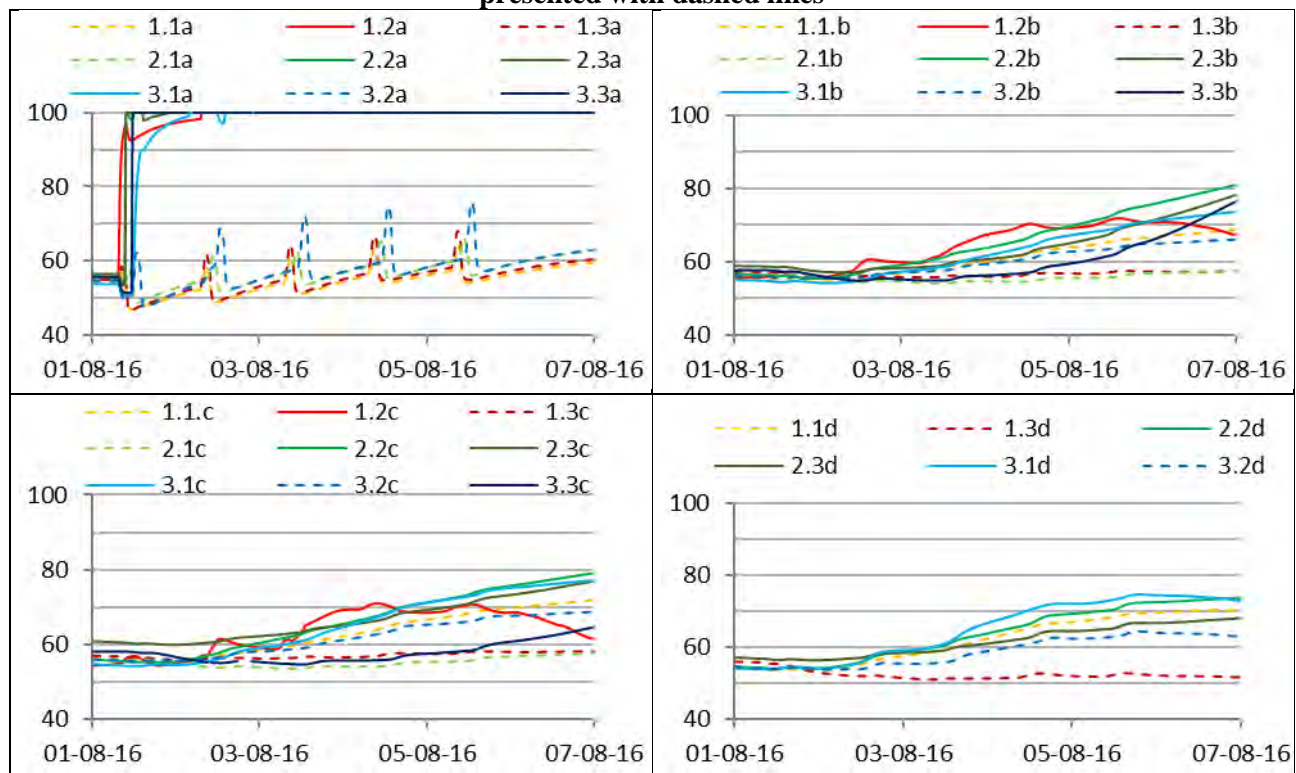 presented with dashed lines
1.1a 1.2a 1.3a
2.1a 2.2a 2.3a
3.1a 3.2a 3.3a
100
80
60
40
01-08-16 03-08-16 05-08-16 07-08-16
1.1.b 1.2b 1.3b
2.1b 2.2b 2.3b
3.1b 3.2b 3.3b
100
80
60
40
01-08-16 03-08-16 05-08-16 07-08-16
1.1.c 1.2c 1.3c
2.1c 2.2c 2.3c
3.1c 3.2c 3.3c
100
80
60
40
01-08-16 03-08-16 05-08-16 07-08-16
1.1d 1.3d 2.2d
2.3d 3.1d 3.2d
100
80
60
40
01-08-16 03-08-16 05-08-16 07-08-16